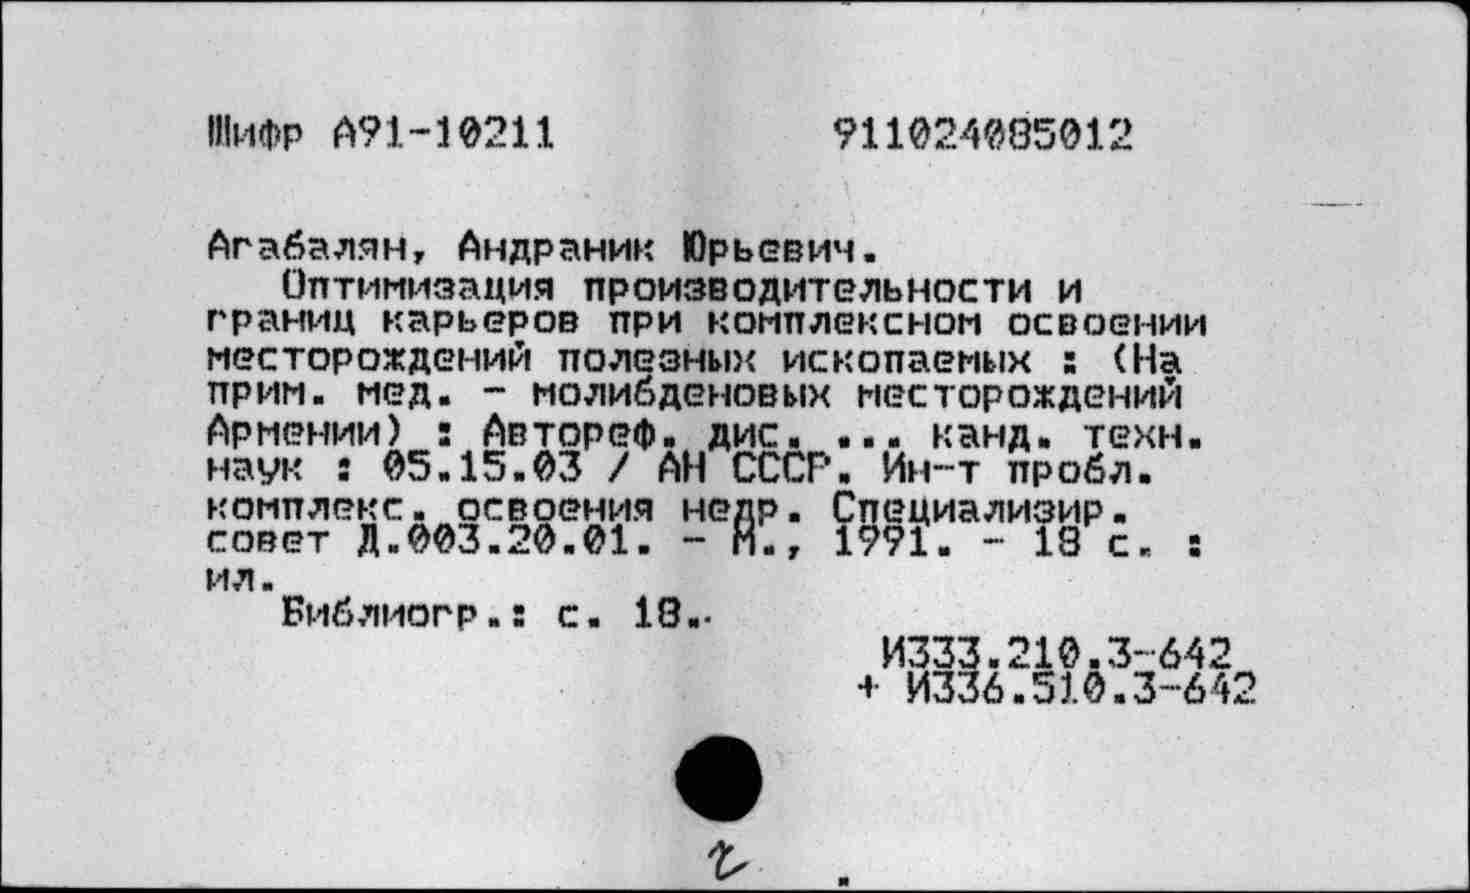 Шифр А91-10211 911024085012
Агабалян, Андраник Юрьевич.
Оптимизация производительности и
границ карьеров при комплексном освоении
месторождений полезных ископаемых : (На
прим. мед. - молибденовых месторождений
Армении) : Автореф. дис. ... канд. техн.
наук : 05.15.03 / АН СССР. Ин-т пробл.
комплекс. освоения недр. Специализир.
совет Д.003.20.01. - М., 1991. - 18 с. :
ил.
Библиогр.: с. 18.
И333.210.3-642
+ И336.510.3-642